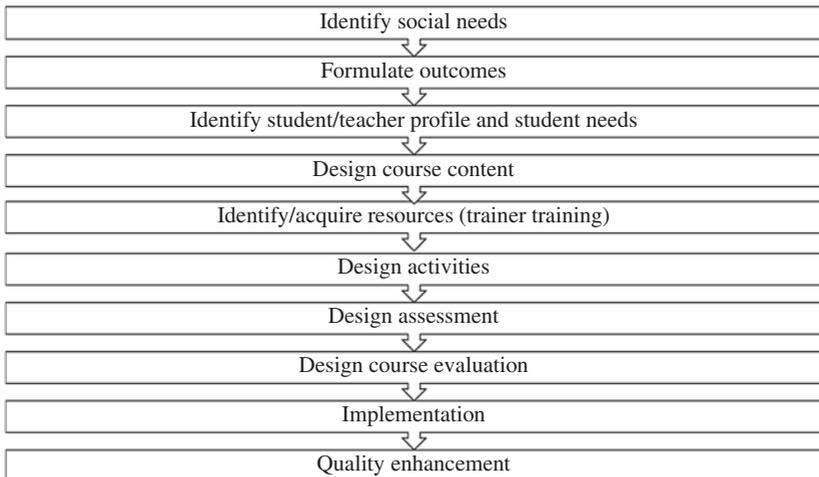 Identify social needs
Formulate outcomes
Identify student/teacher profile and student needs
Design course content
Identify/acquire resources (trainer training)
Design activities
Design assessment
Design course evaluation
Implementation
Quality enhancement